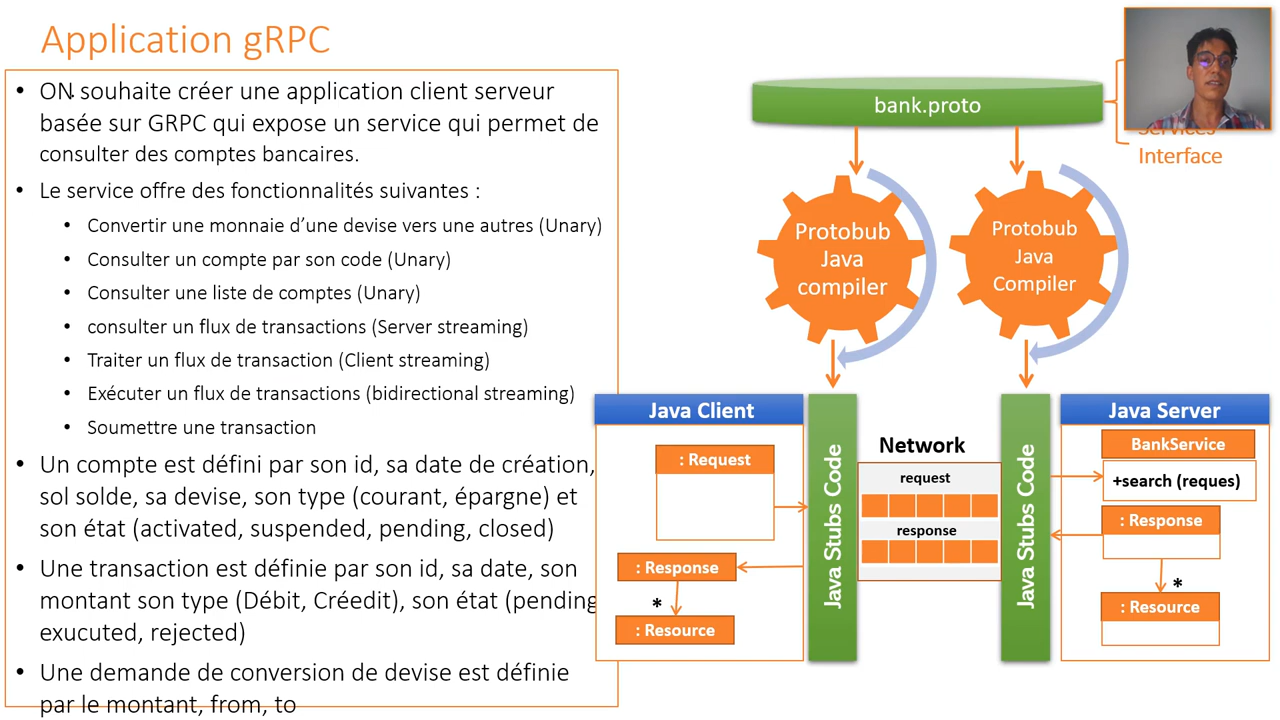 Application gRPC
• ON souhaite créer une application client serveur
basée sur GRPC qui expose un service qui permet de
consulter des comptes bancaires.
• Le service offre des fonctionnalités suivantes :
• Convertir une monnaie d’une devise vers une autres (Unary)
• Consulter un compte par son code (Unary)
• Consulter une liste de comptes (Unary)
• consulter un flux de transactions (Server streaming)
• Traiter un flux de transaction (Client streaming)
• Exécuter un flux de transactions (bidirectional streaming)
• Soumettre une transaction
• Un compte est défini par son id, sa date de création,
sol solde, sa devise, son type (courant, épargne) et
son état (activated, suspended, pending, closed)
• Une transaction est définie par son id, sa date, son
montant son type (Débit, Créedit), son état (pending
exucuted, rejected)
• Une demande de conversion de devise est définie
par le montant, from, to
bank.proto
Services
Interface
Protobub
Java
compiler
Protobub
Java
Compiler
Java Client
: Request
: Response
*
: Resource
Java Stubs Code
Network
request
response
Java Stubs Code
Java Server
BankService
+search (reques)
: Response
*
: Resource